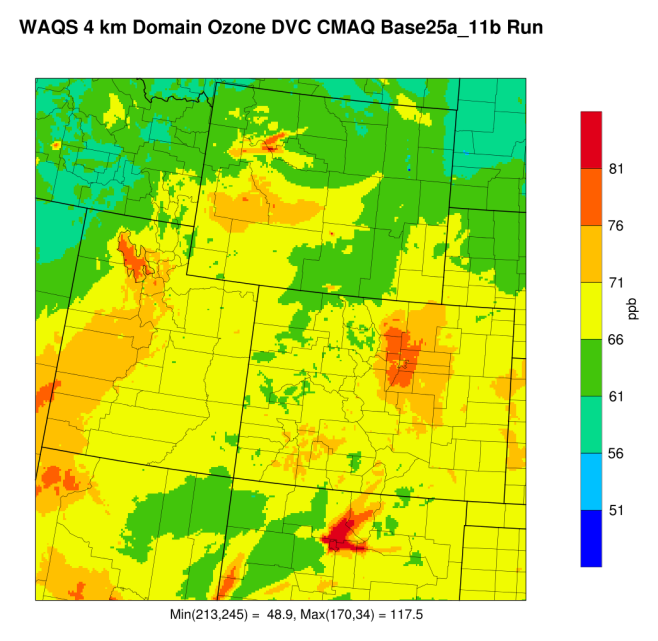 WAQS 4 km Domain Ozone DVC CMAQ Base25a_11b Run
81
76
71
ppb
66
61
56
51
Min(213,245) = 48.9, Max(170,34) = 117.5